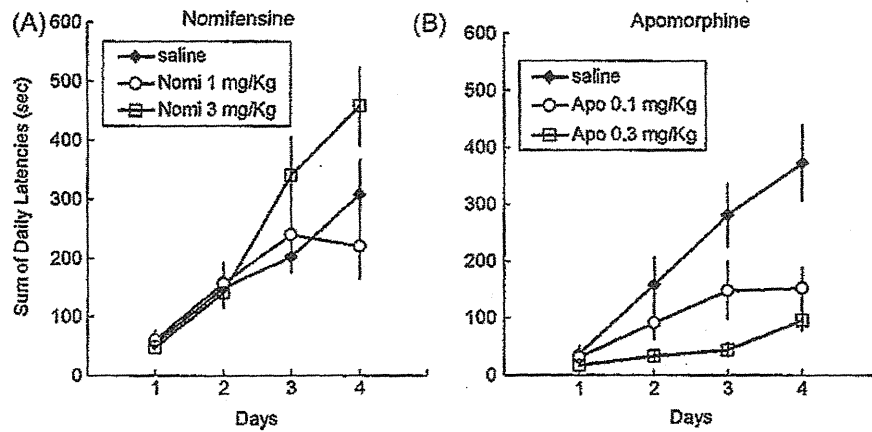 (A)
Nomifensine
600
500
400
300
200
100
0
Sum of Daily Latencies (sec)
saline
Nomi 1 mg/Kg
Nomi 3 mg/Kg
1 2 3 4
Days
(B)
Apomorphine
600
500
400
300
200
100
0
saline
Apo 0.1 mg/Kg
Apo 0.3 mg/Kg
1 2 3 4
Days